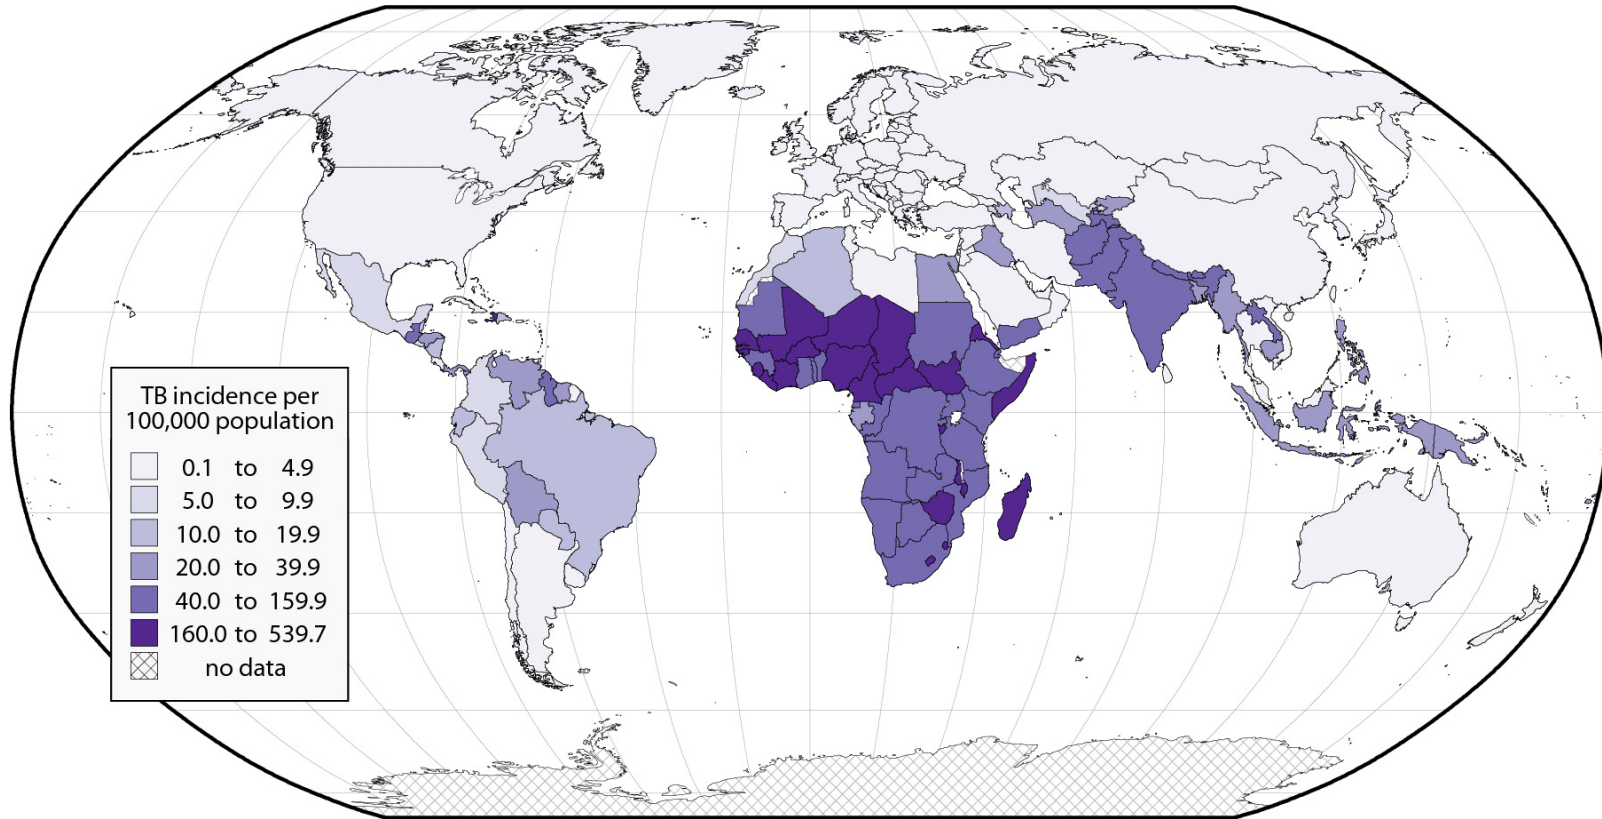 TB incidence per
100,000 population
0.1 to 4.9
5.0 to 9.9
10.0 to 19.9
20.0 to 39.9
40.0 to 159.9
160.0 to 539.7
no data